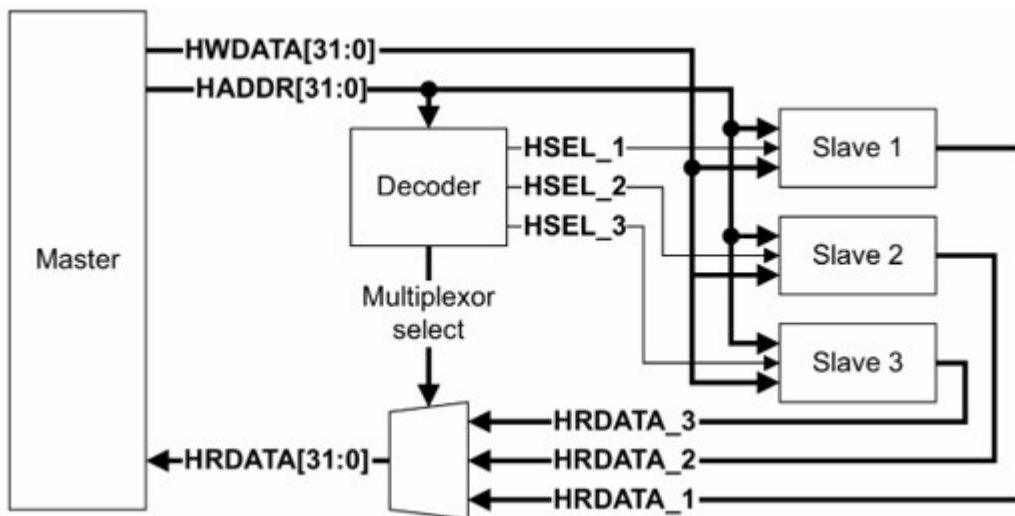 HWDATA[31:0]
HADDR[31:0]
Master
Decoder
HSEL_1
HSEL_2
HSEL_3
Slave 1
Slave 2
Slave 3
Multiplexor
select
HRDATA_3
HRDATA[31:0]
HRDATA_2
HRDATA_1